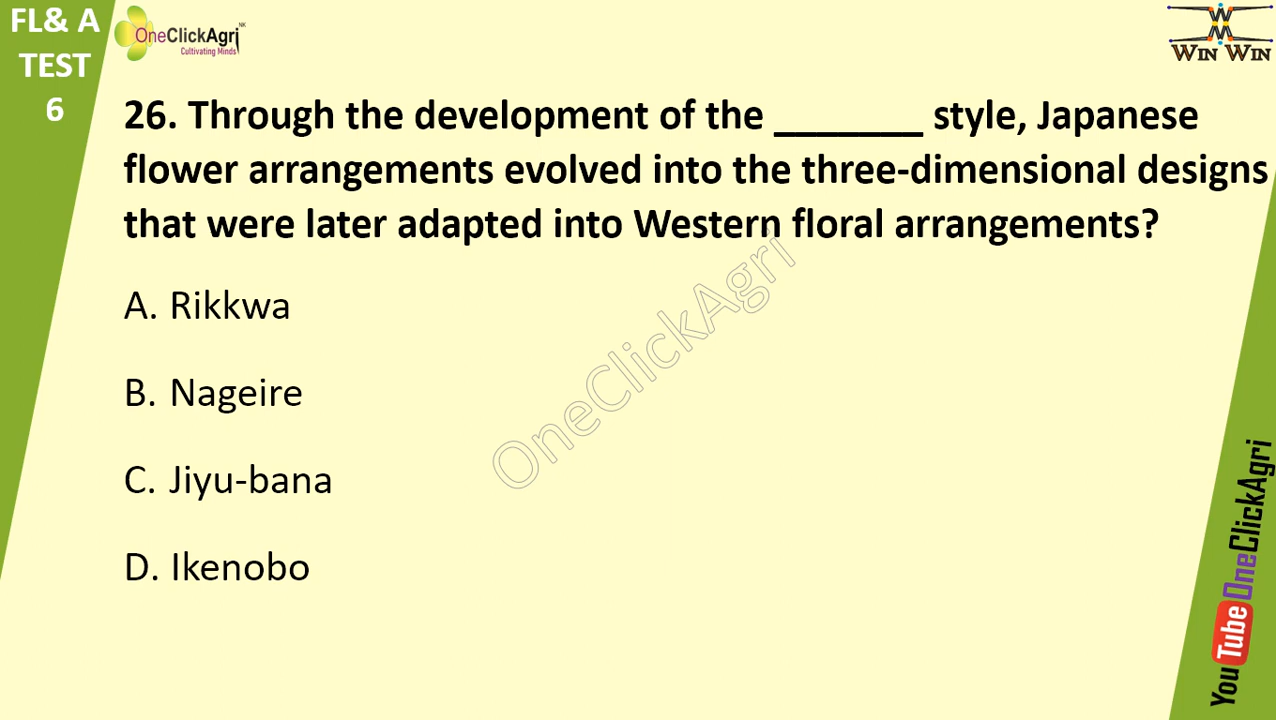 FL& A
TEST
6
OneClickAgri NK
Cultivating Minds
WIN WIN
26. Through the development of the _______ style, Japanese
flower arrangements evolved into the three-dimensional designs
that were later adapted into Western floral arrangements?
A. Rikkwa
B. Nageire
C. Jiyu-bana
D. Ikenobo
OneClickAgri
YouTube OneClickAgri